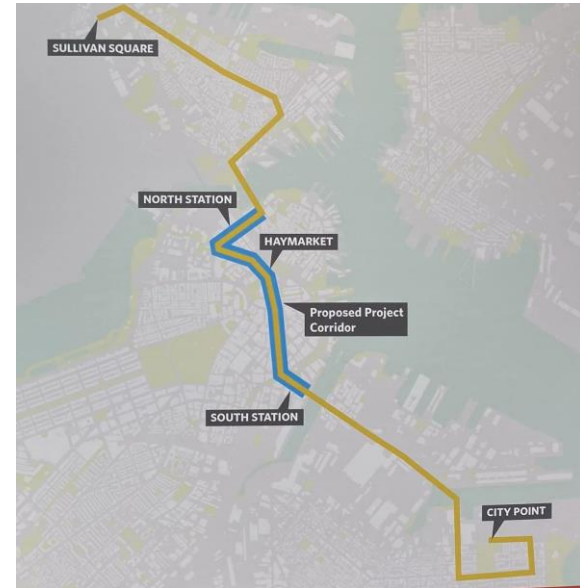 SULLIVAN SQUARE
NORTH STATION
HAYMARKET
Proposed Project
Corridor
SOUTH STATION
CITY POINT